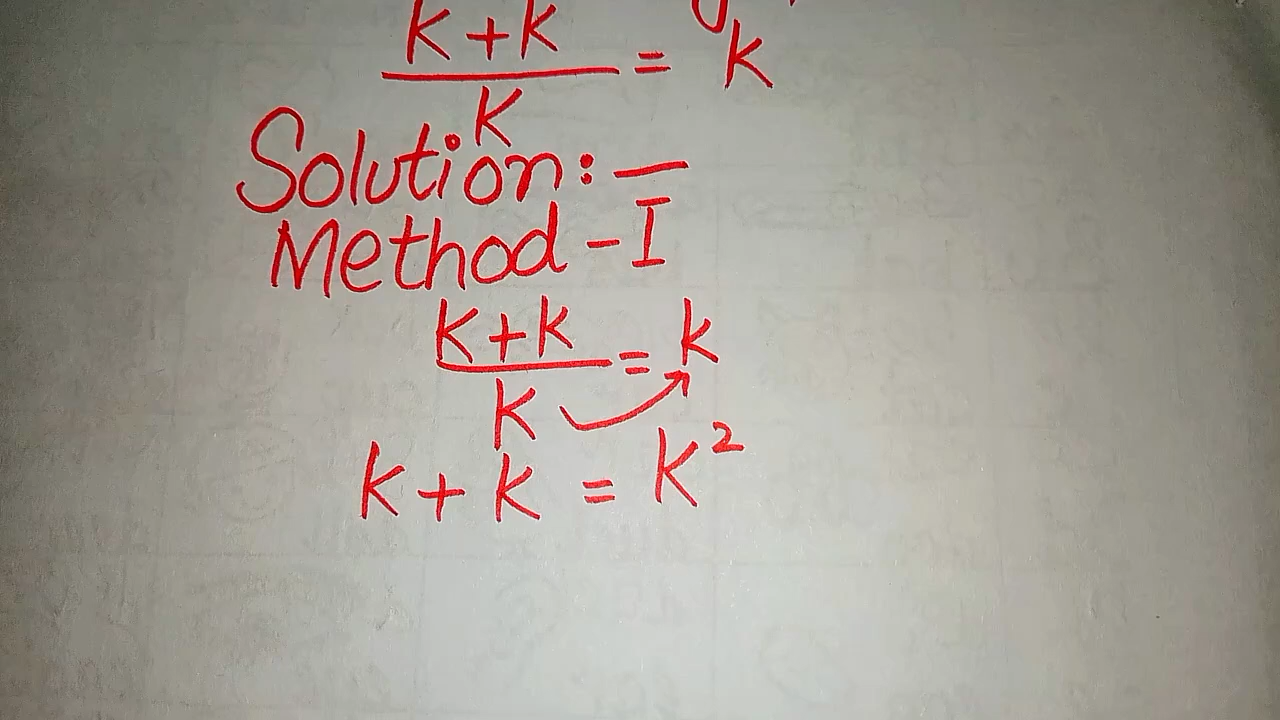 K + K
——— = K
K
Solution: —
Method - I
K + K
——— = K
K
K + K = K²